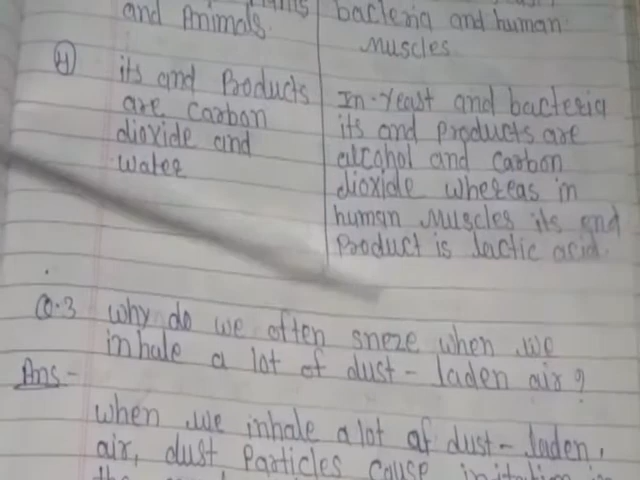 and Animals.
bacteria and human
Muscles
4 its and Products
are carbon
dioxide and
water
In-Yeast and bacteria
its and products are
alcohol and carbon
dioxide whereas in
human Muscles its end
Product is lactic acid.
Q.3 why do we often sneze when we
inhale a lot of dust-laden air?
Ans-
when we inhale a lot of dust-laden
air, dust Particles cause